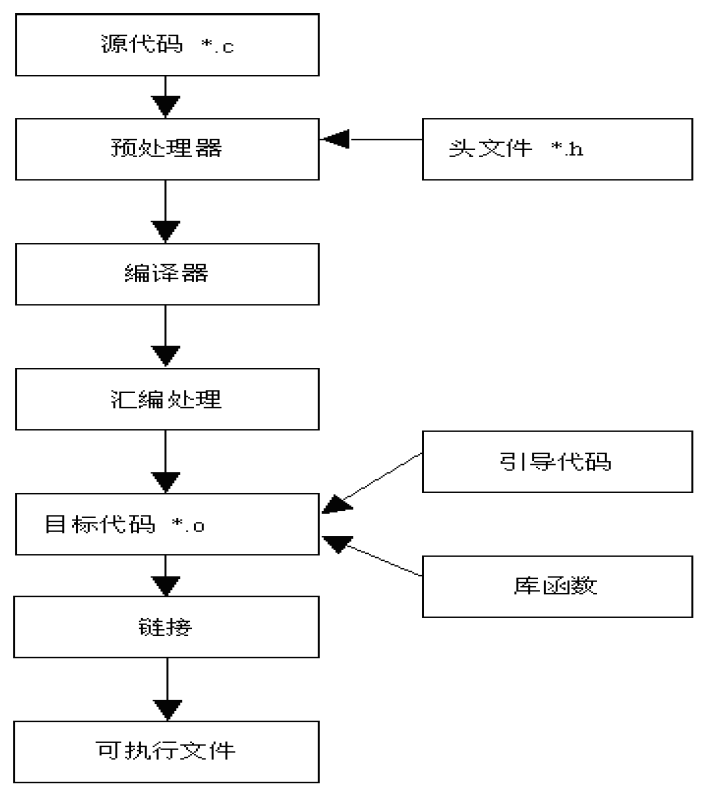 源代码 *.c
预处理器
头文件 *.h
编译器
汇编处理
引导代码
目标代码 *.o
库函数
链接
可执行文件